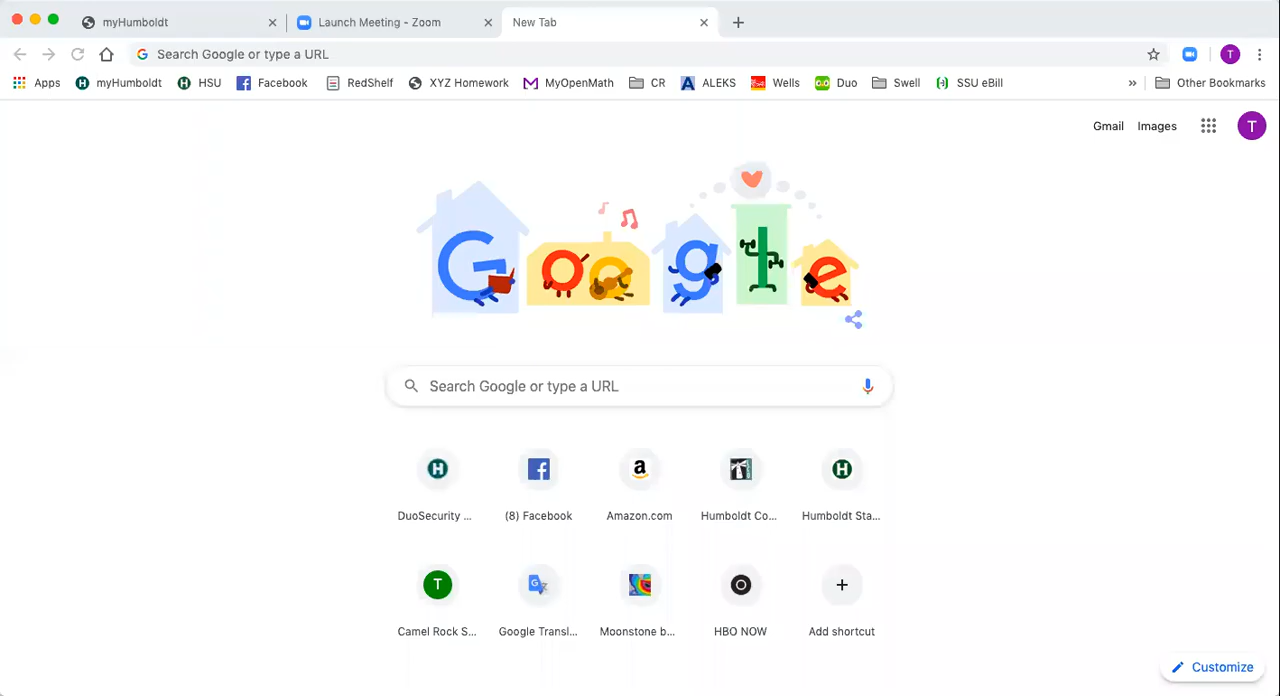 myHumboldt
Launch Meeting - Zoom
New Tab
Search Google or type a URL
T
Apps
myHumboldt
HSU
Facebook
RedShelf
XYZ Homework
MyOpenMath
CR
ALEKS
Wells
Duo
Swell
SSU eBill
»
Other Bookmarks
Gmail
Images
T
Google
Search Google or type a URL
DuoSecurity ...
(8) Facebook
Amazon.com
Humboldt Co...
Humboldt Sta...
T
Camel Rock S...
Google Transl...
Moonstone b...
HBO NOW
Add shortcut
Customize